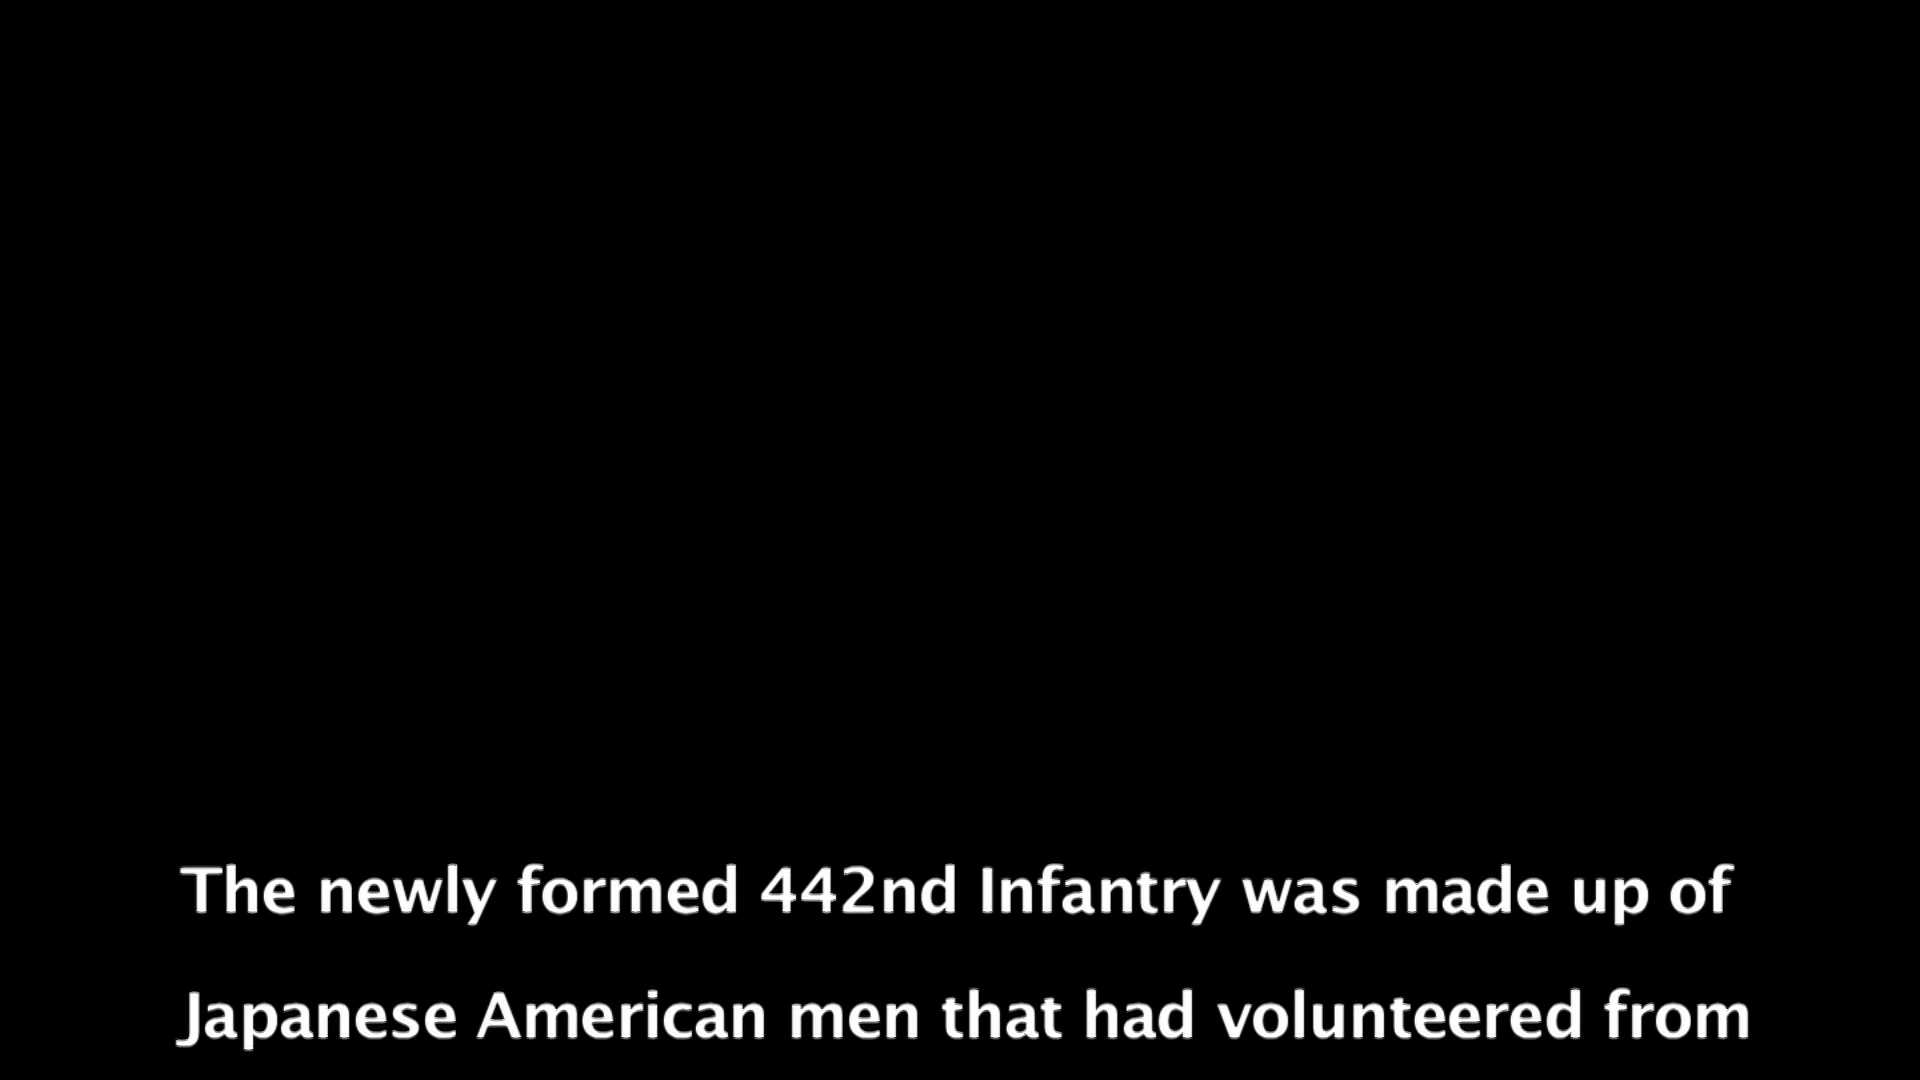 The newly formed 442nd Infantry was made up of
Japanese American men that had volunteered from